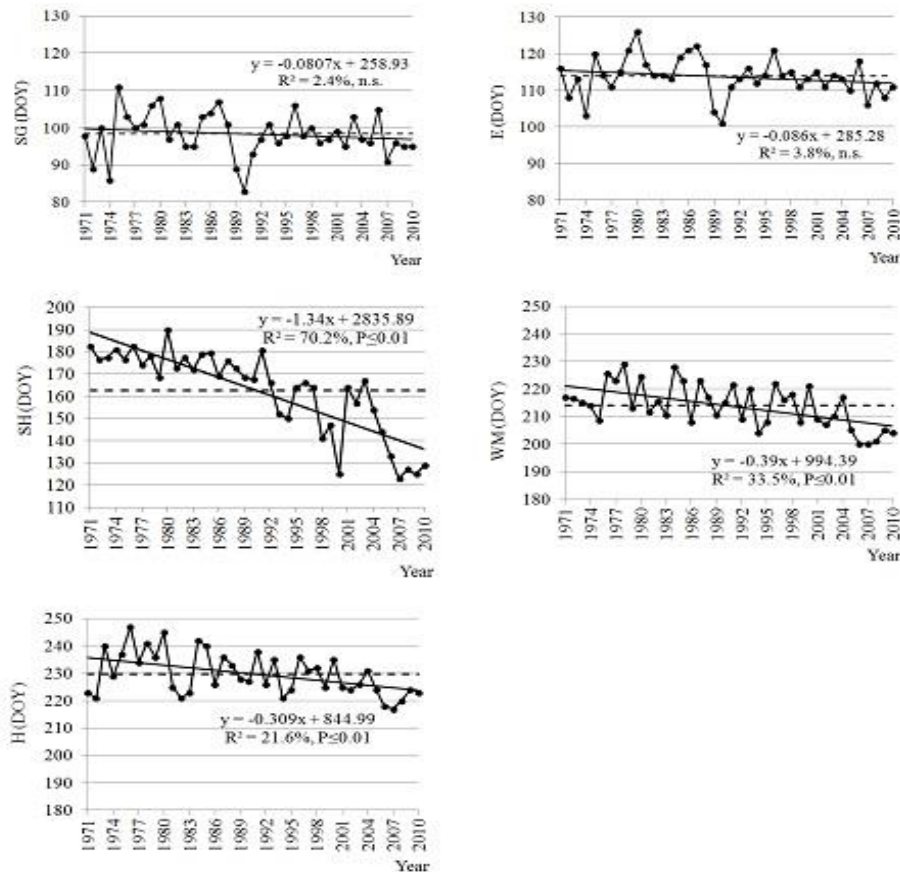 130
120
110
100
90
80
SG (DOY)
y = -0.0807x + 258.93
R² = 2.4%, n.s.
1971 1974 1977 1980 1983 1986 1989 1992 1995 1998 2001 2004 2007 2010
Year
130
120
110
100
90
80
E (DOY)
y = -0.086x + 285.28
R² = 3.8%, n.s.
1971 1974 1977 1980 1983 1986 1989 1992 1995 1998 2001 2004 2007 2010
Year
200
190
180
170
160
150
140
130
120
110
SH (DOY)
y = -1.34x + 2835.89
R² = 70.2%, P≤0.01
1971 1974 1977 1980 1983 1986 1989 1992 1995 1998 2001 2004 2007 2010
Year
250
240
230
220
210
200
190
180
WM (DOY)
y = -0.39x + 994.39
R² = 33.5%, P≤0.01
1971 1974 1977 1980 1983 1986 1989 1992 1995 1998 2001 2004 2007 2010
Year
250
240
230
220
210
200
190
180
H (DOY)
y = -0.309x + 844.99
R² = 21.6%, P≤0.01
1971 1974 1977 1980 1983 1986 1989 1992 1995 1998 2001 2004 2007 2010
Year